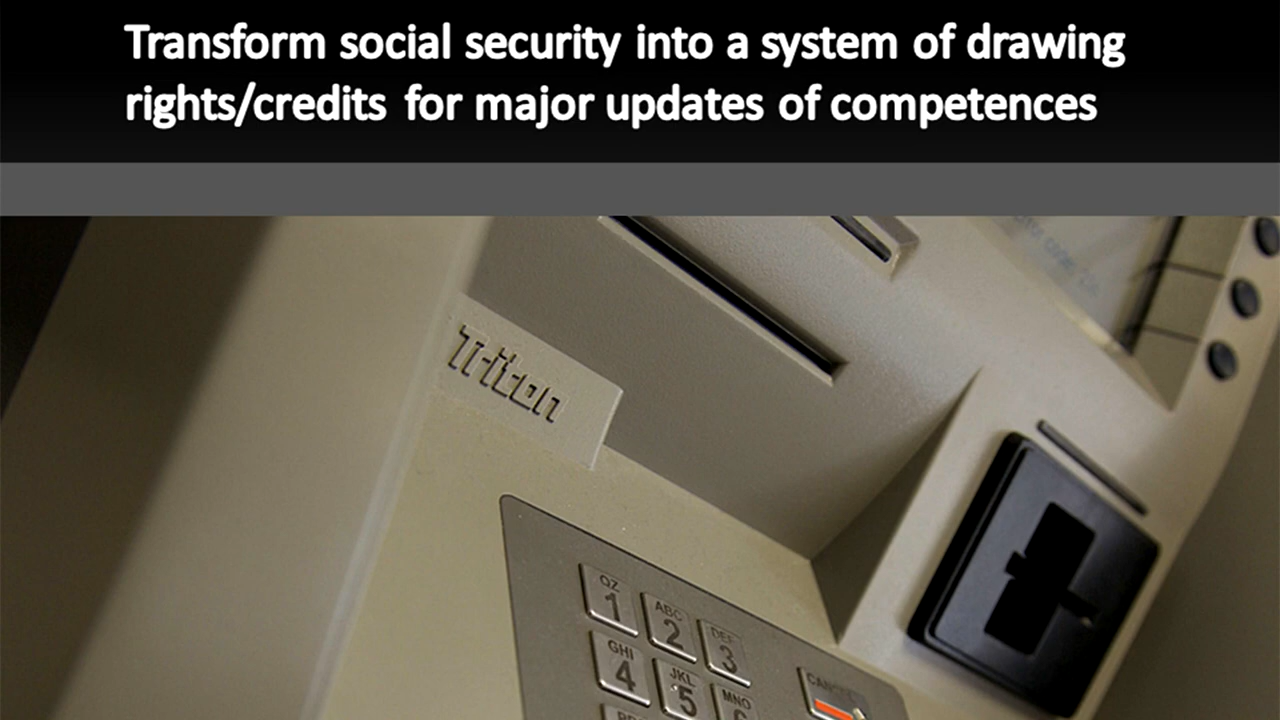 Transform social security into a system of drawing
rights/credits for major updates of competences
Triton
QZ
1
ABC
2
DEF
3
GHI
4
JKL
5
MNO
CANCEL